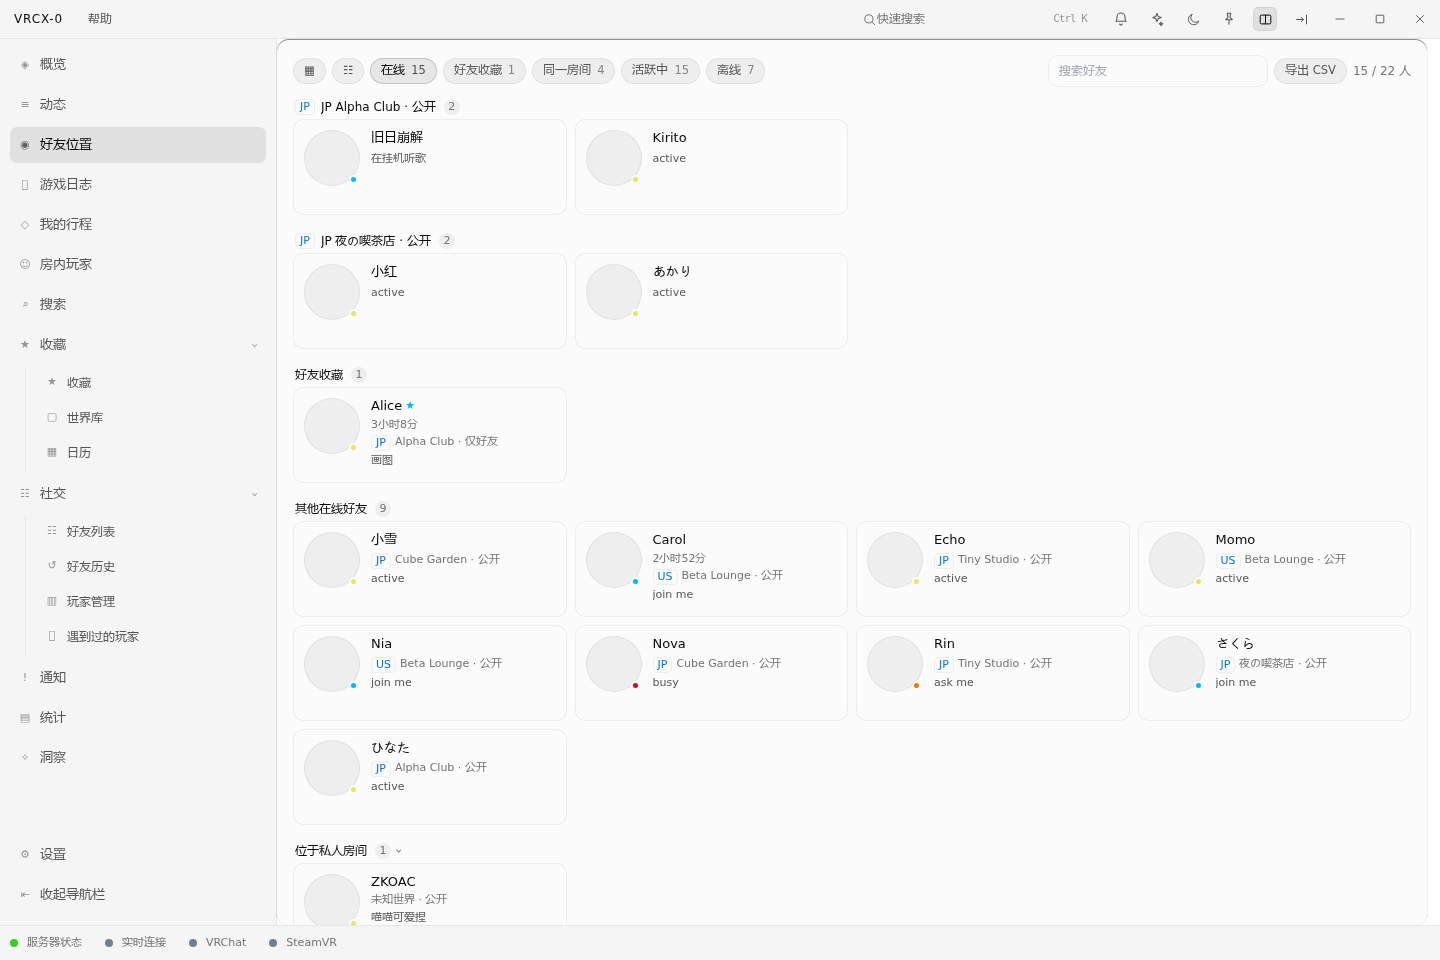 VRCX-0 帮助 快速搜索 Ctrl K
概览
动态
好友位置
游戏日志
我的行程
房内玩家
搜索
收藏
收藏
世界库
日历
社交
好友列表
好友历史
玩家管理
遇到过的玩家
通知
统计
洞察
设置
收起导航栏
在线 15 好友收藏 1 同一房间 4 活跃中 15 离线 7 搜索好友 导出 CSV 15 / 22 人
JP JP Alpha Club · 公开 2
旧日崩解
在挂机听歌
Kirito
active
JP JP 夜の喫茶店 · 公开 2
小红
active
あかり
active
好友收藏 1
Alice ★
3小时8分
JP Alpha Club · 仅好友
画图
其他在线好友 9
小雪
JP Cube Garden · 公开
active
Carol
2小时52分
US Beta Lounge · 公开
join me
Echo
JP Tiny Studio · 公开
active
Momo
US Beta Lounge · 公开
active
Nia
US Beta Lounge · 公开
join me
Nova
JP Cube Garden · 公开
busy
Rin
JP Tiny Studio · 公开
ask me
さくら
JP 夜の喫茶店 · 公开
join me
ひなた
JP Alpha Club · 公开
active
位于私人房间 1
ZKOAC
未知世界 · 公开
喵喵可爱捏
服务器状态 实时连接 VRChat SteamVR